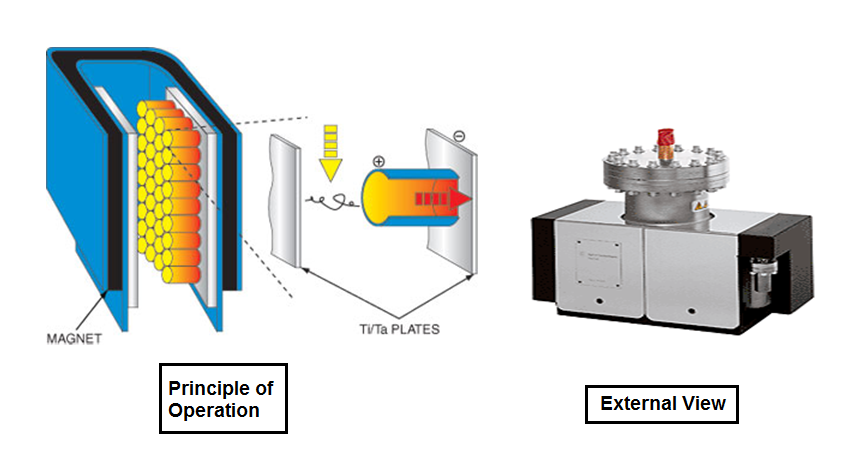 ⊕
⊖
MAGNET
Ti/Ta PLATES
Principle of
Operation
External View